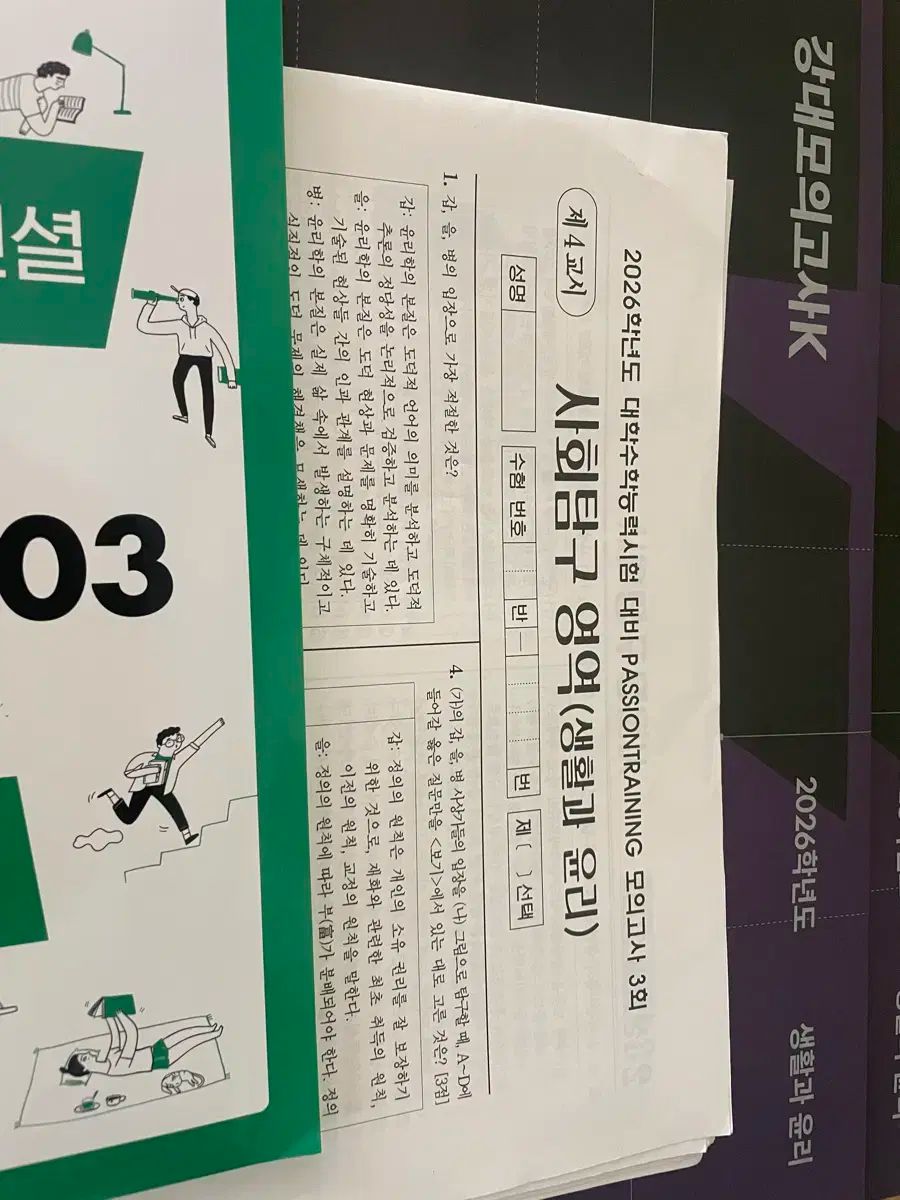 강대모의고사K
2026학년도
생활과 윤리
2026학년도 대학수학능력시험 대비 PASSIONTRAINING 모의고사 3회
제 4 교시
사회탐구 영역(생활과 윤리)
성명
수험 번호
반
번
제 ( ) 선택
1. 갑, 을, 병의 입장으로 가장 적절한 것은?
갑: 윤리학의 본질은 도덕적 언어의 의미를 분석하고 도덕적
추론의 정당성을 논리적으로 검증하고 분석하는 데 있다.
을: 윤리학의 본질은 도덕 현상과 문제를 명확히 기술하고
기술된 현상들 간의 인과 관계를 설명하는 데 있다.
병: 윤리학의 본질은 실제 삶 속에서 발생하는 구체적이고
4. (가)의 갑, 을, 병 사상가들의 입장을 (나) 그림으로 탐구할 때, A~D에
들어갈 옳은 질문만을 <보기>에서 있는 대로 고른 것은? [3점]
갑: 정의의 원칙은 개인의 소유 권리를 잘 보장하기
위한 것으로, 재화와 관련한 최초 취득의 원칙,
이전의 원칙, 교정의 원칙을 말한다.
을: 정의의 원칙에 따라 부(富)가 분배되어야 한다. 정의
셜
03